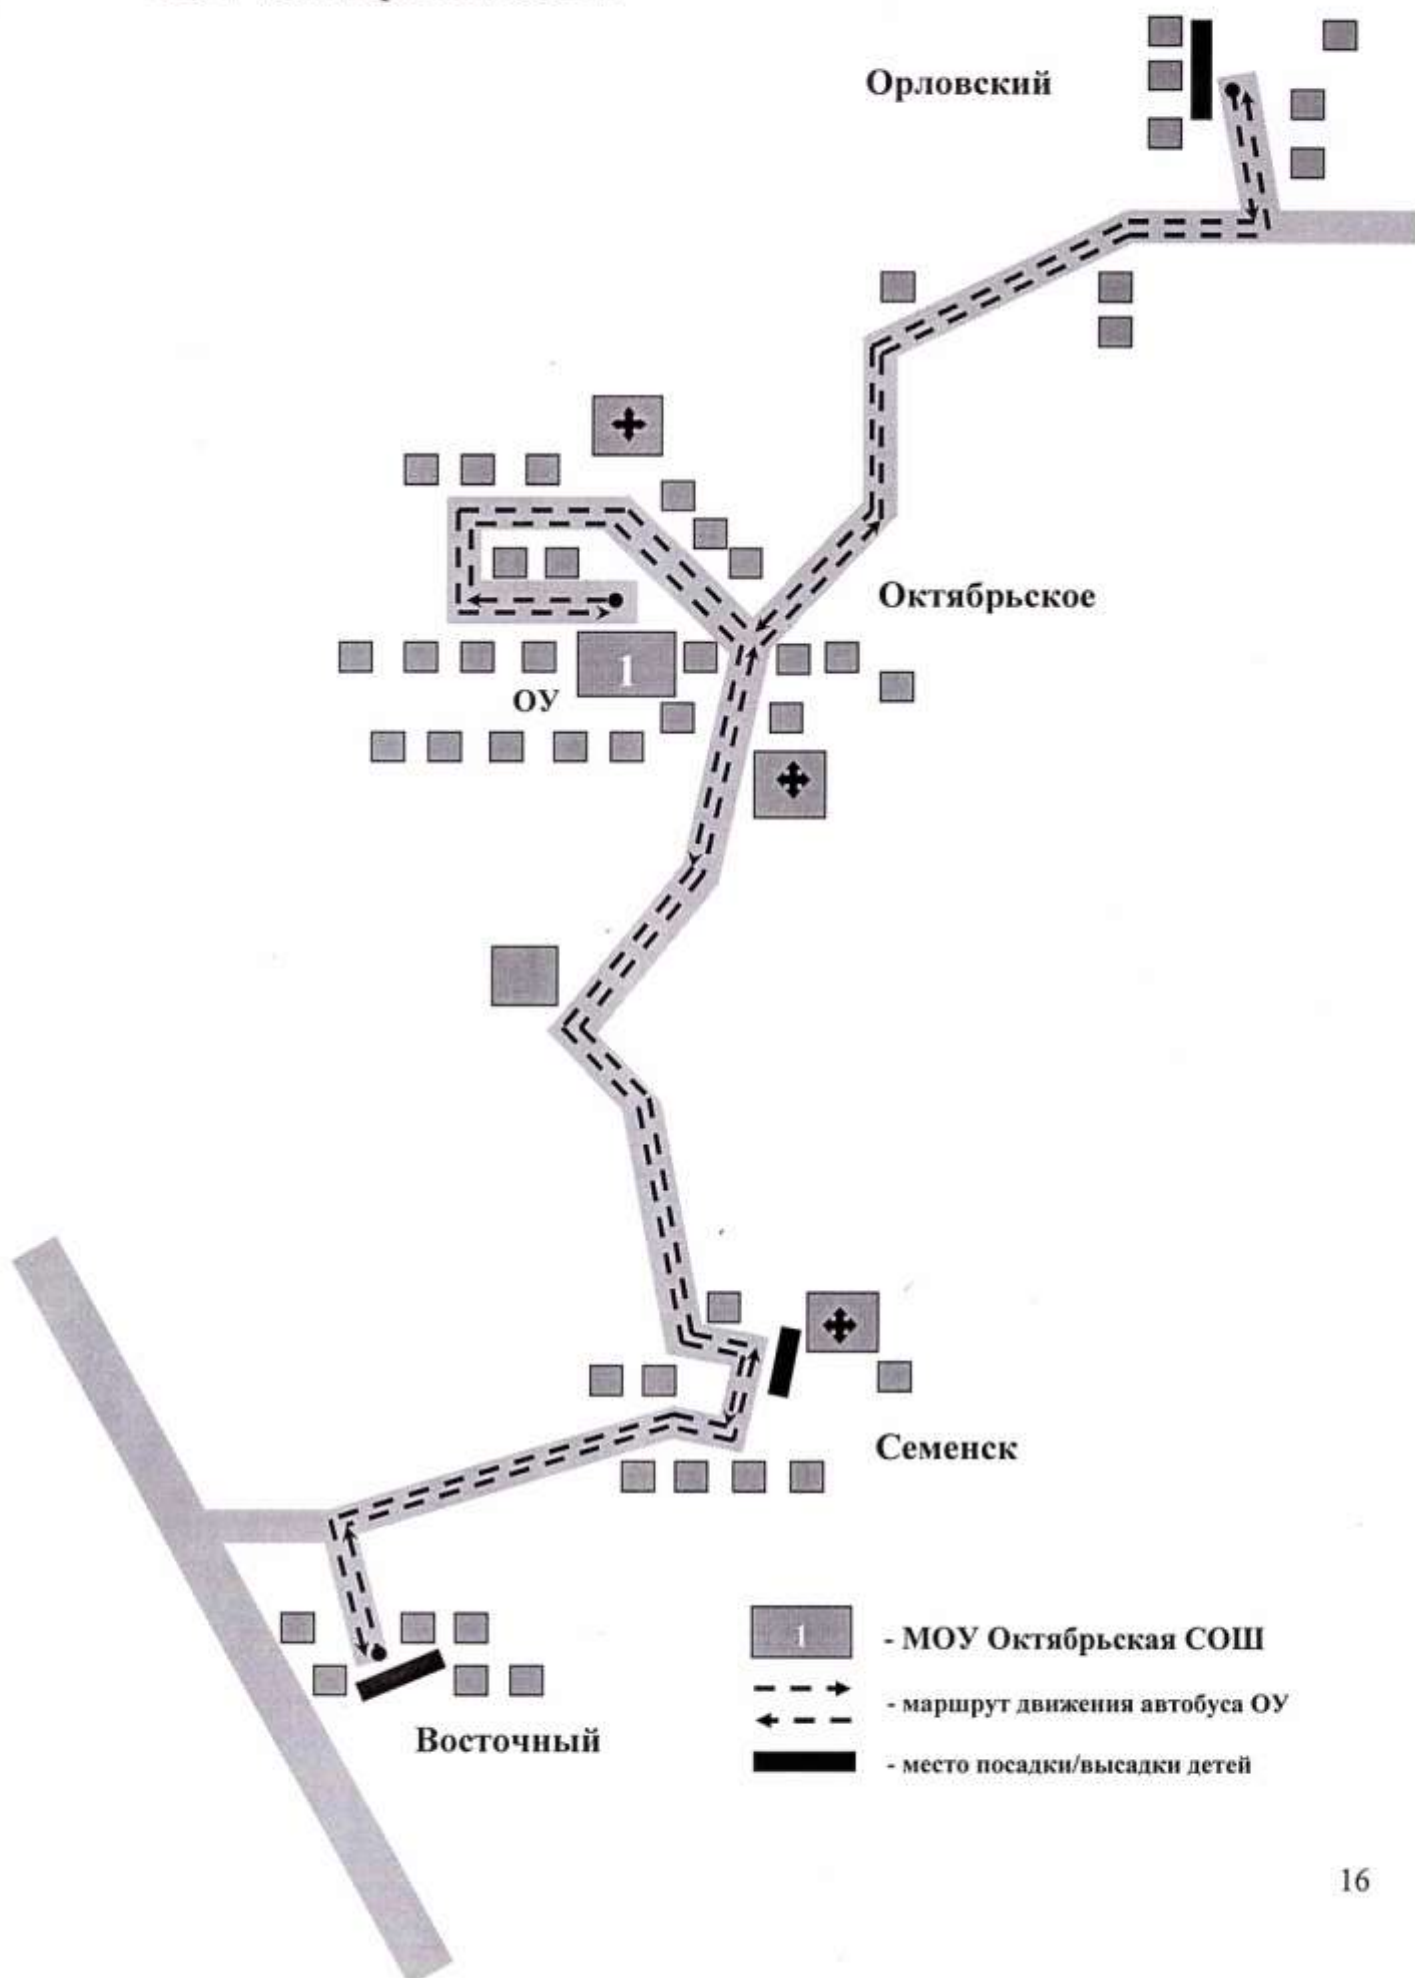 Орловский
Октябрьское
1
ОУ
Семенск
1 - МОУ Октябрьская СОШ
- маршрут движения автобуса ОУ
- место посадки/высадки детей
Восточный
16